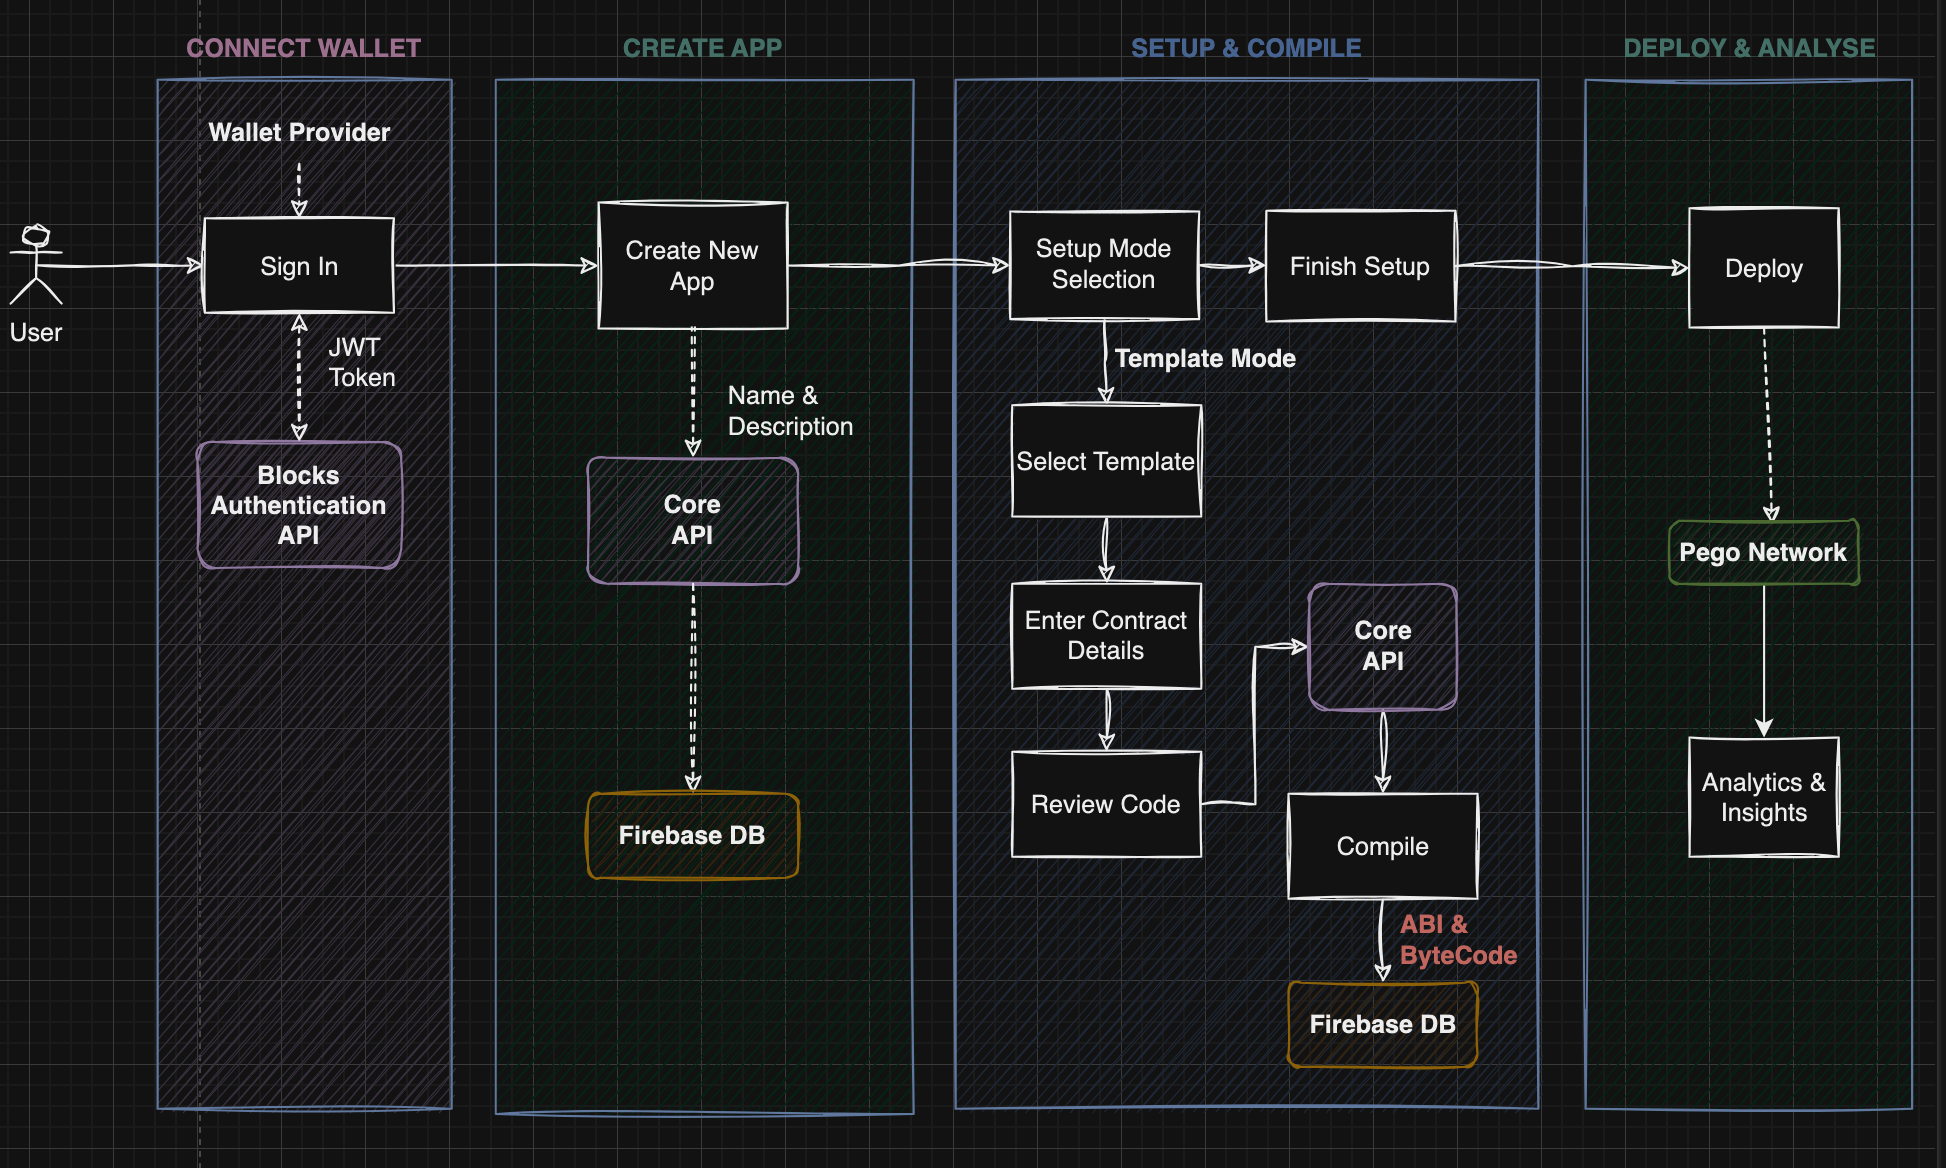 CONNECT WALLET
CREATE APP
SETUP & COMPILE
DEPLOY & ANALYSE
Wallet Provider
Sign In
User
JWT
Token
Blocks
Authentication
API
Create New
App
Name &
Description
Core
API
Firebase DB
Setup Mode
Selection
Finish Setup
Template Mode
Select Template
Enter Contract
Details
Review Code
Core
API
Compile
ABI &
ByteCode
Firebase DB
Deploy
Pego Network
Analytics &
Insights